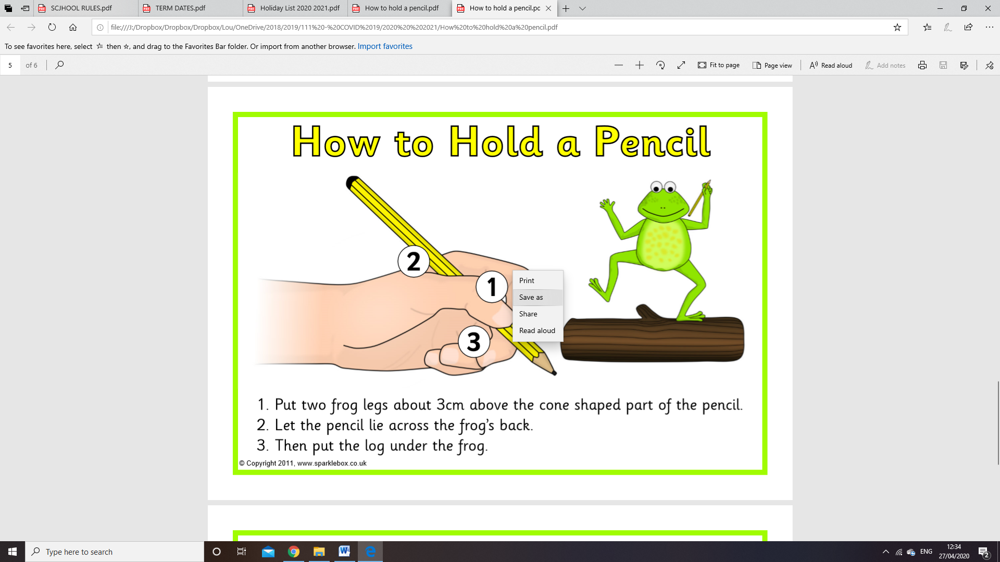 SCJHOOL RULES.pdf
TERM DATES.pdf
Holiday List 2020 2021.pdf
How to hold a pencil.pdf
How to hold a pencil.pc
file:///J:/Dropbox/Dropbox/Dropbox/Lou/OneDrive/2018/2019/111%20-%20COVID%2019/2020%20%202021/How%20to%20hold%20a%20pencil.pdf
To see favorites here, select then , and drag to the Favorites Bar folder. Or import from another browser. Import favorites
5 of 6
Fit to page
Page view
Read aloud
Add notes
How to Hold a Pencil
2
1
3
Print
Save as
Share
Read aloud
1. Put two frog legs about 3cm above the cone shaped part of the pencil.
2. Let the pencil lie across the frog's back.
3. Then put the log under the frog.
© Copyright 2011, www.sparklebox.co.uk
Type here to search
ENG
12:34
27/04/2020
2